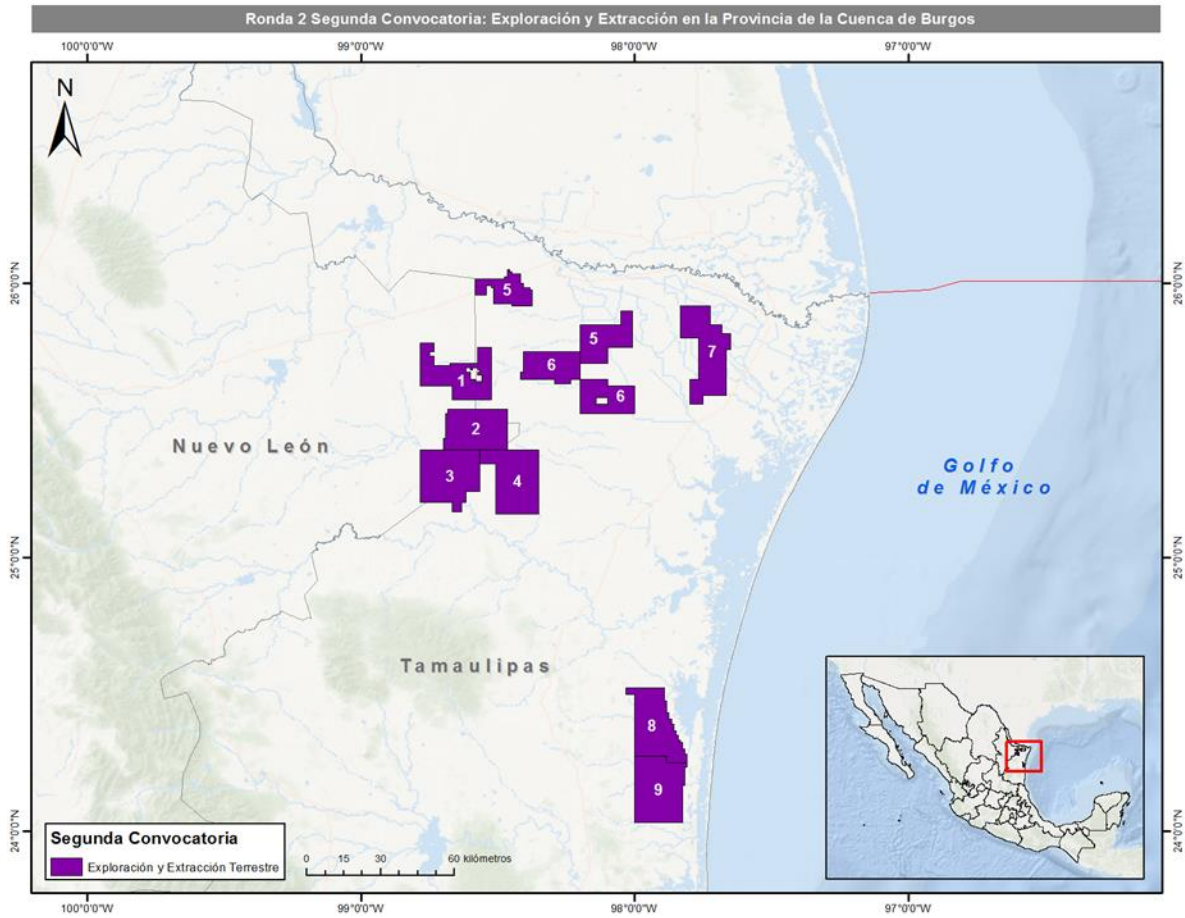 Ronda 2 Segunda Convocatoria: Exploración y Extracción en la Provincia de la Cuenca de Burgos
100°0'0"W
99°0'0"W
98°0'0"W
97°0'0"W
N
26°0'0"N
26°0'0"N
5
5
7
6
1
6
2
Nuevo León
3
4
Golfo
de México
25°0'0"N
25°0'0"N
Tamaulipas
8
9
24°0'0"N
24°0'0"N
Segunda Convocatoria
Exploración y Extracción Terrestre
0 15 30 60 kilómetros
100°0'0"W
99°0'0"W
98°0'0"W
97°0'0"W